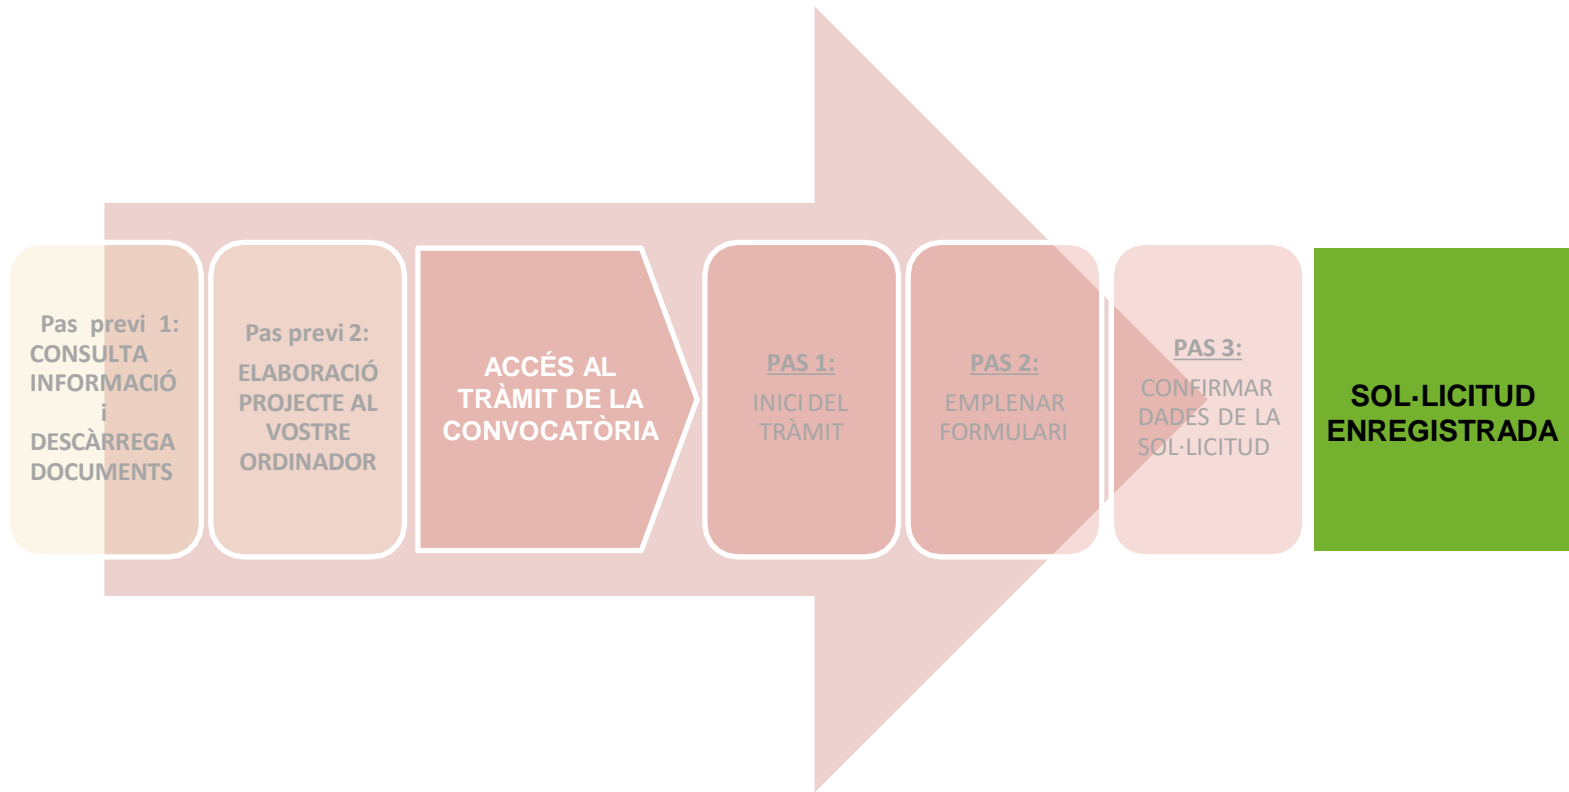 Pas previ 1:
CONSULTA
INFORMACIÓ
i
DESCÀRREGA
DOCUMENTS
Pas previ 2:
ELABORACIÓ
PROJECTE AL
VOSTRE
ORDINADOR
ACCÉS AL
TRÀMIT DE LA
CONVOCATÒRIA
PAS 1:
INICI DEL
TRÀMIT
PAS 2:
EMPLENAR
FORMULARI
PAS 3:
CONFIRMAR
DADES DE LA
SOL·LICITUD
SOL·LICITUD
ENREGISTRADA